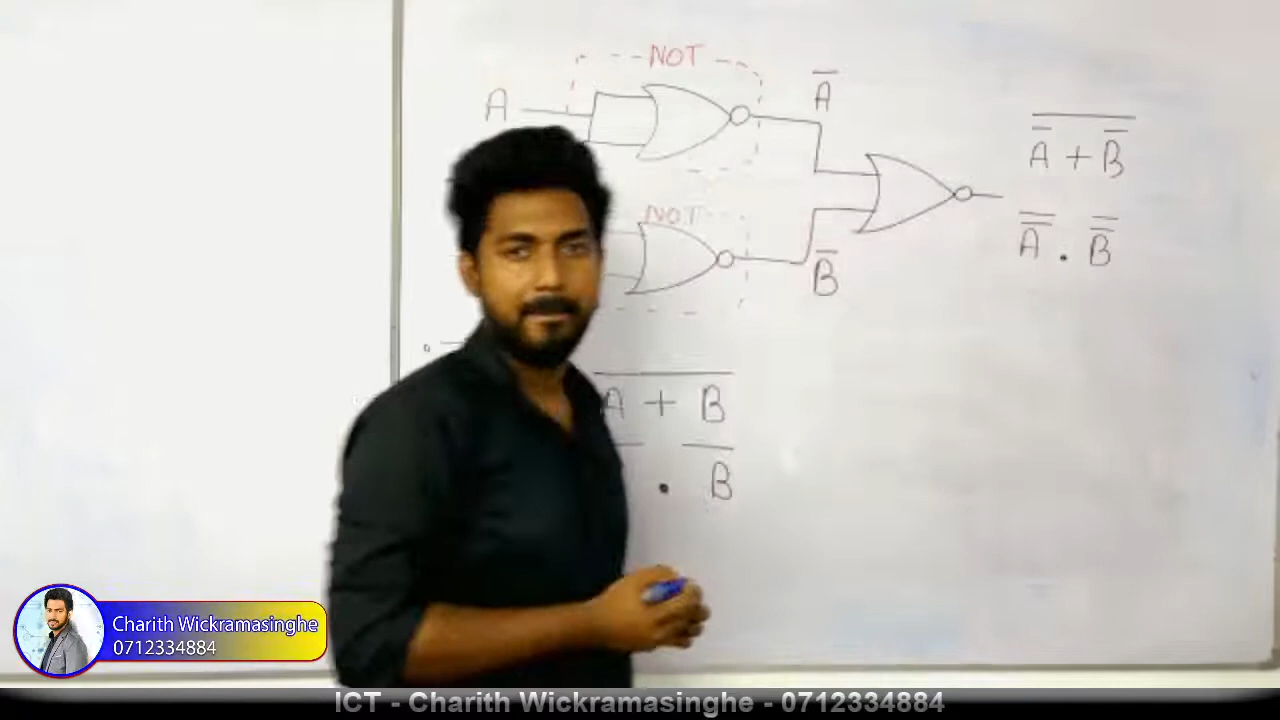 NOT
A
A̅
NOT
B̅
‾(A̅ + B̅)
A̿ . B̿
‾(A + B)
. B̅
Charith Wickramasinghe
0712334884
ICT - Charith Wickramasinghe - 0712334884